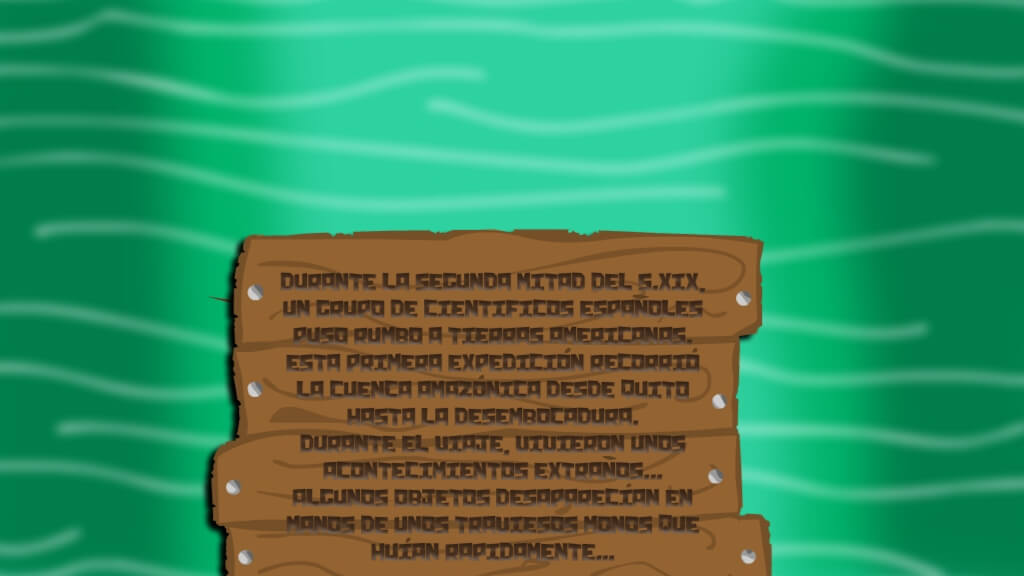 DURANTE LA SEGUNDA MITAD DEL S.XIX,
UN GRUPO DE CIENTIFICOS ESPAÑOLES
PUSO RUMBO A TIERRAS AMERICANAS.
ESTA PRIMERA EXPEDICIÓN RECORRIÓ
LA CUENCA AMAZÓNICA DESDE QUITO
HASTA LA DESEMBOCADURA.
DURANTE EL VIAJE, VIVIERON UNOS
ACONTECIMIENTOS EXTRAÑOS...
ALGUNOS OBJETOS DESAPARECÍAN EN
MANOS DE UNOS TRAVIESOS MONOS QUE
HUÍAN RAPIDAMENTE...